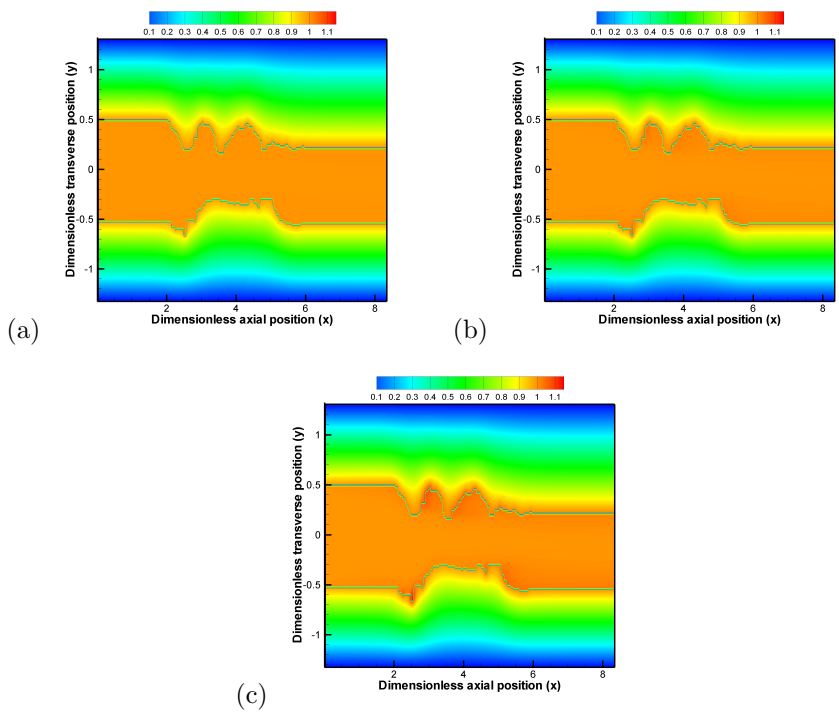 0.1 0.2 0.3 0.4 0.5 0.6 0.7 0.8 0.9 1 1.1
Dimensionless transverse position (y)
1
0.5
0
-0.5
-1
2 4 6 8
Dimensionless axial position (x)
(a)
0.1 0.2 0.3 0.4 0.5 0.6 0.7 0.8 0.9 1 1.1
Dimensionless transverse position (y)
1
0.5
0
-0.5
-1
2 4 6 8
Dimensionless axial position (x)
(b)
0.1 0.2 0.3 0.4 0.5 0.6 0.7 0.8 0.9 1 1.1
Dimensionless transverse position (y)
1
0.5
0
-0.5
-1
2 4 6 8
Dimensionless axial position (x)
(c)